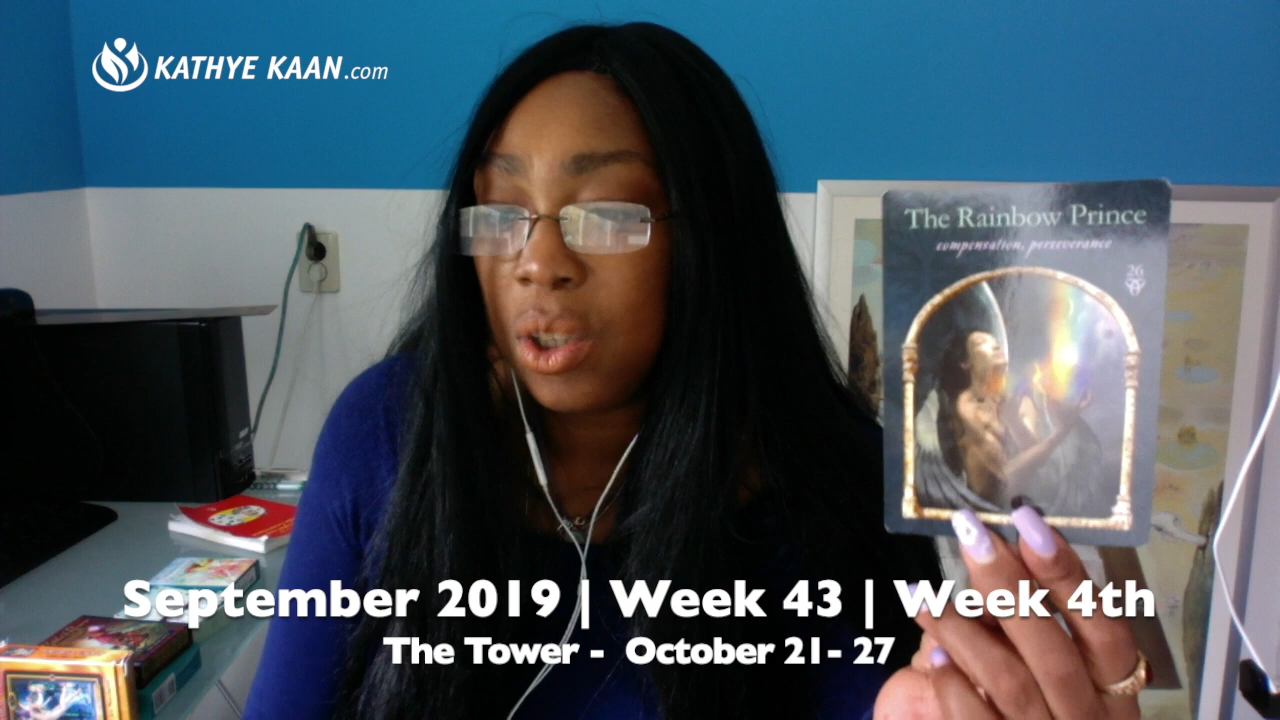 KATHYE KAAN.com
The Rainbow Prince
compensation, perseverance
26
September 2019 | Week 43 | Week 4th
The Tower - October 21- 27